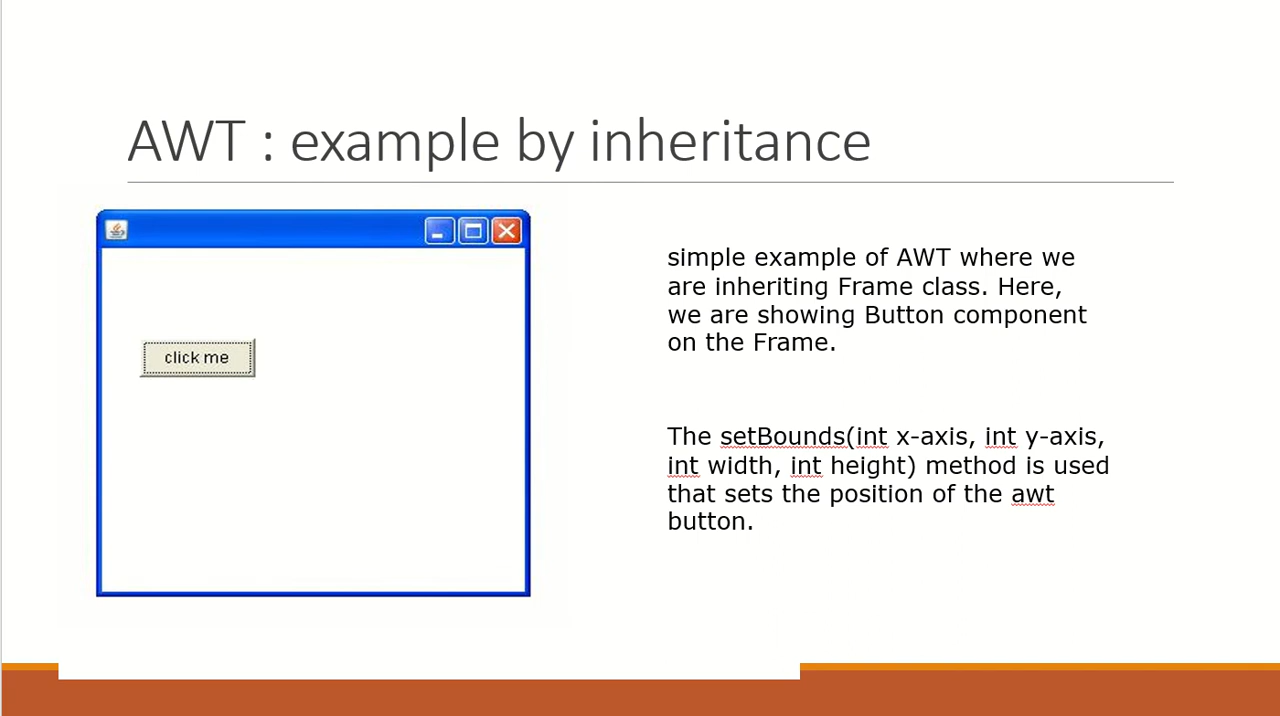 AWT : example by inheritance
click me
simple example of AWT where we
are inheriting Frame class. Here,
we are showing Button component
on the Frame.
The setBounds(int x-axis, int y-axis,
int width, int height) method is used
that sets the position of the awt
button.